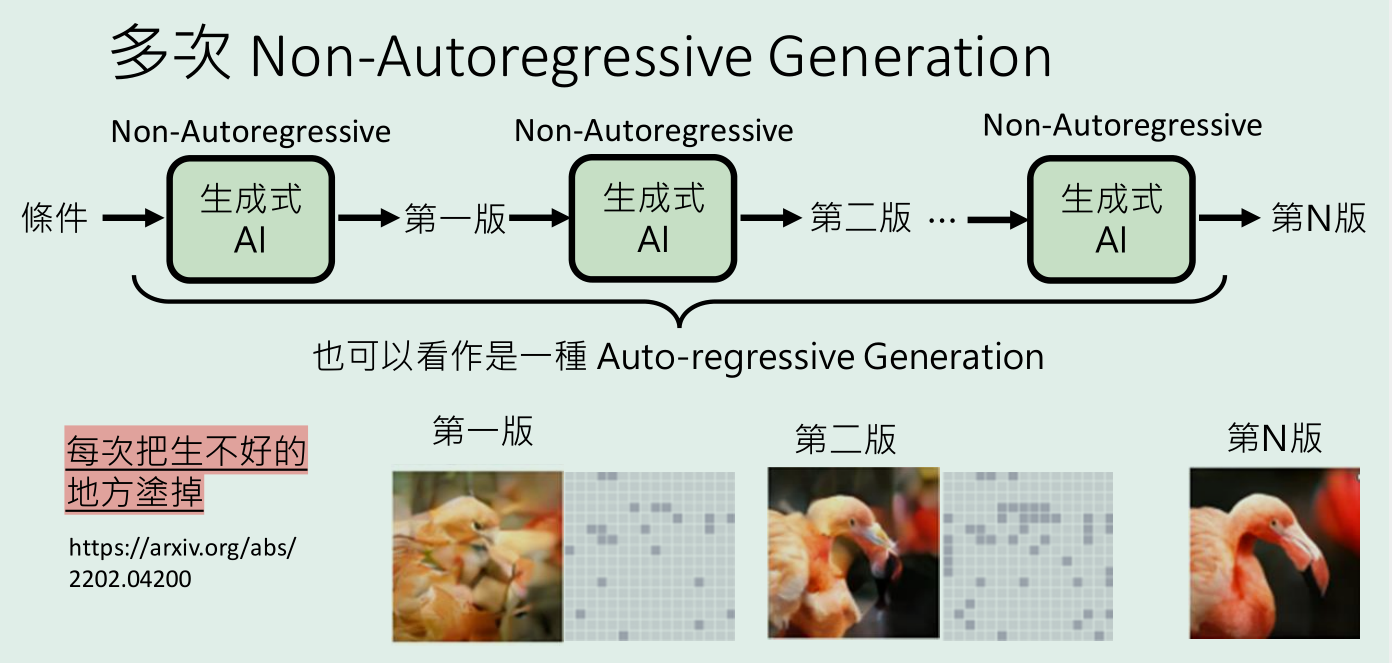 多次 Non-Autoregressive Generation
Non-Autoregressive
Non-Autoregressive
Non-Autoregressive
條件
生成式
AI
第一版
生成式
AI
第二版
…
生成式
AI
第N版
也可以看作是一種 Auto-regressive Generation
每次把生不好的
地方塗掉
https://arxiv.org/abs/
2202.04200
第一版
第二版
第N版